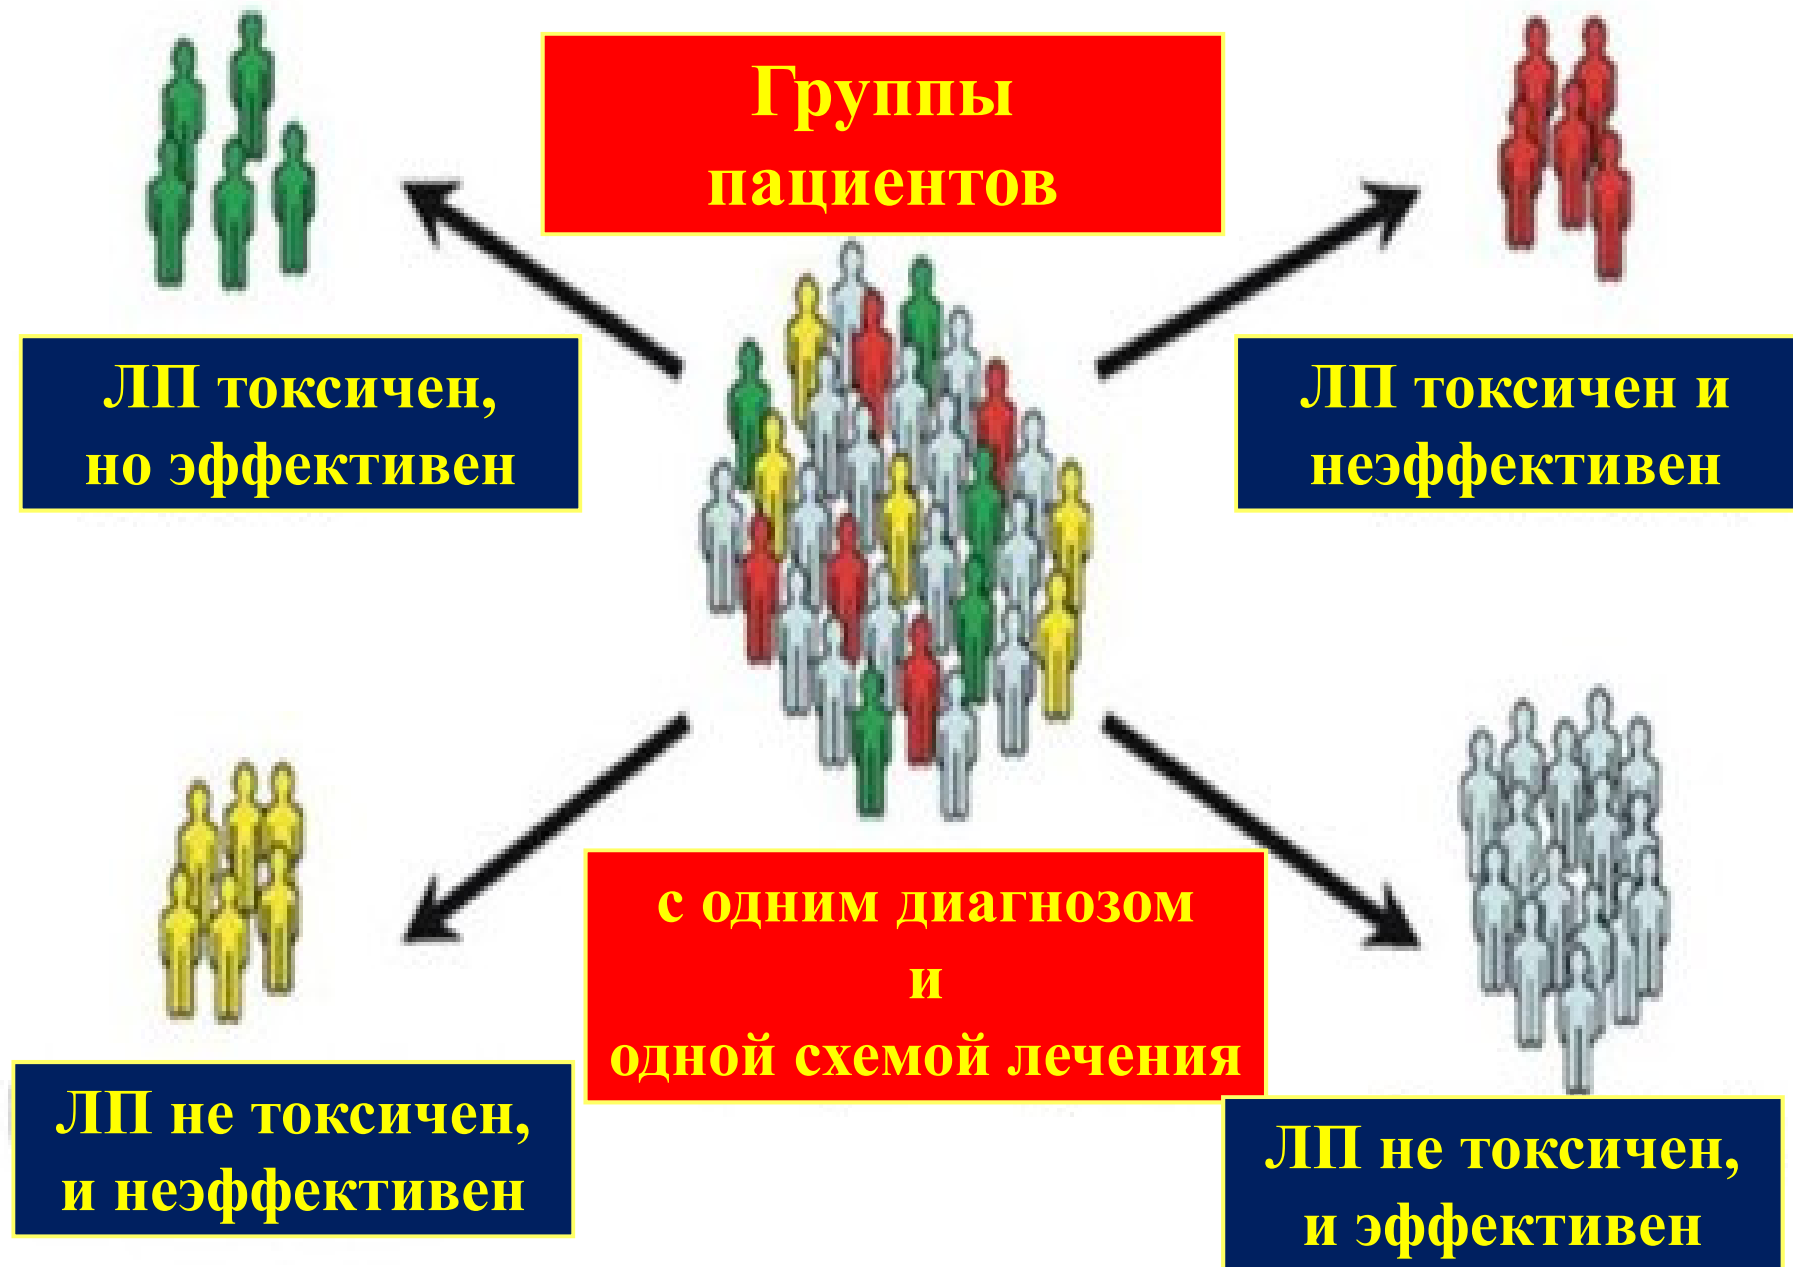 Группы
пациентов
ЛП токсичен,
но эффективен
ЛП токсичен и
неэффективен
с одним диагнозом
и
одной схемой лечения
ЛП не токсичен,
и неэффективен
ЛП не токсичен,
и эффективен